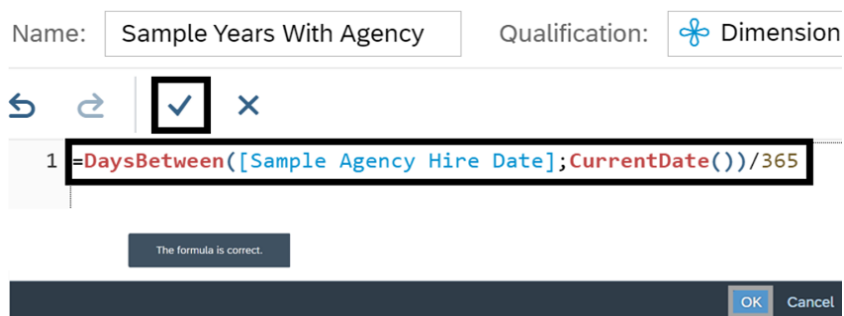 Name: Sample Years With Agency Qualification: Dimension
1 =DaysBetween([Sample Agency Hire Date];CurrentDate())/365
The formula is correct.
OK Cancel